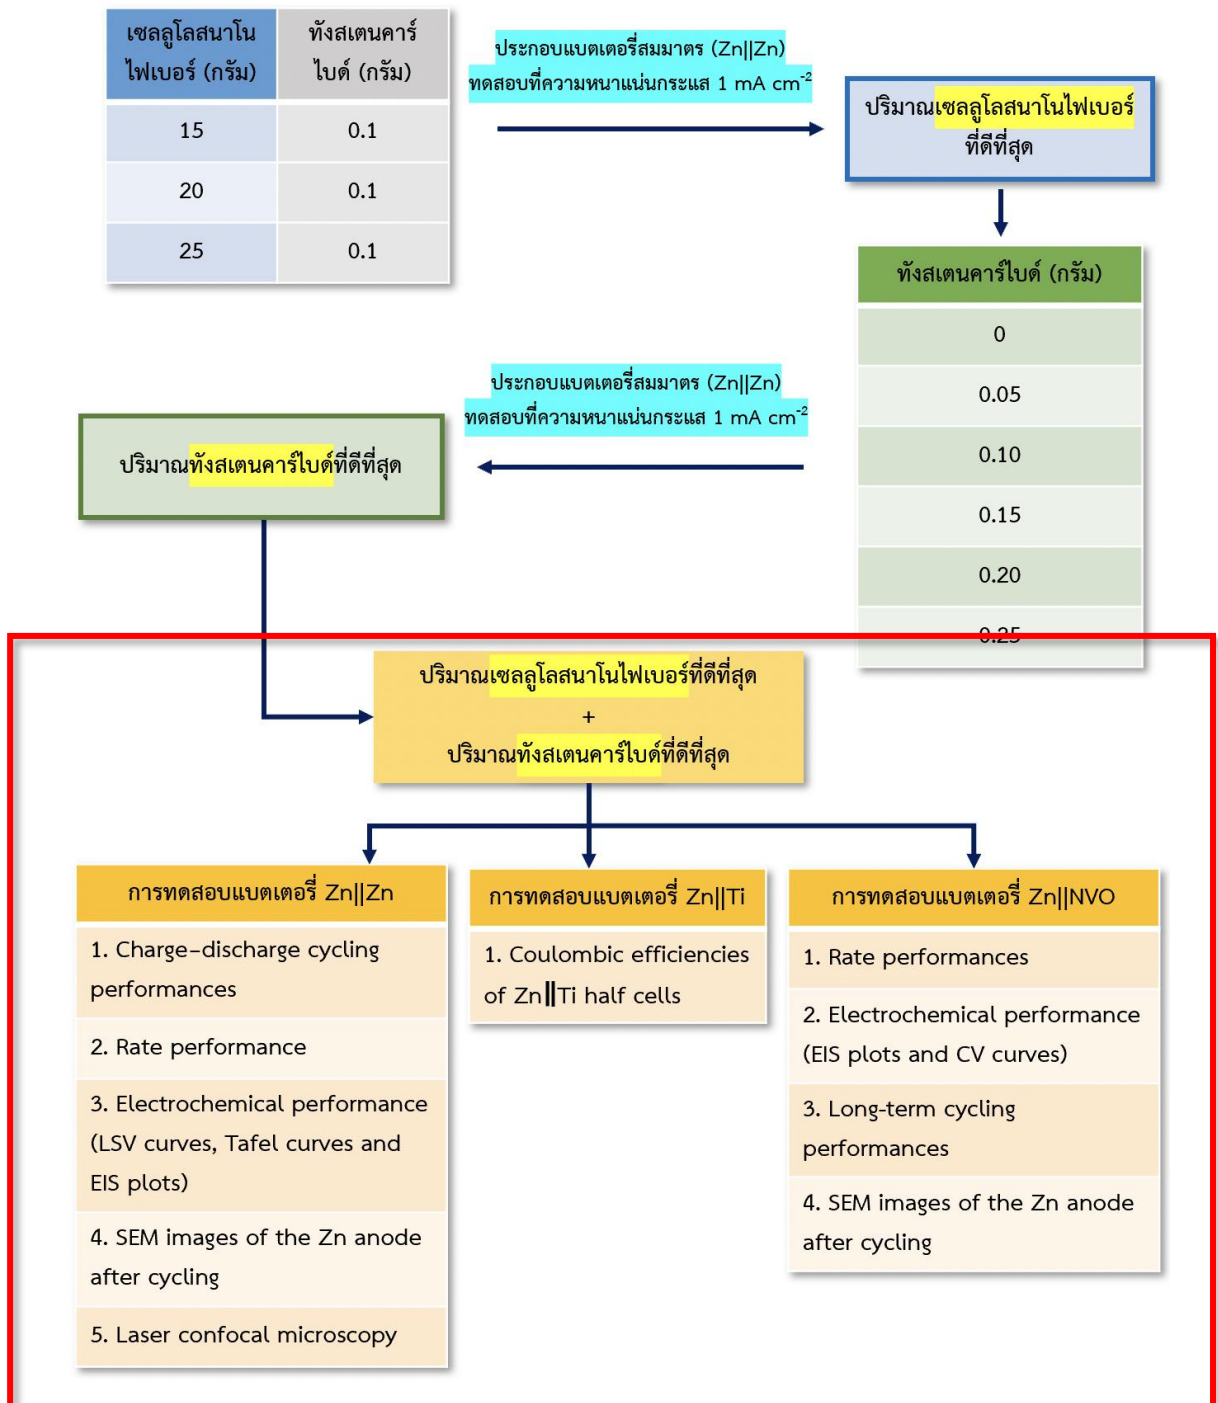 เซลลูโลสนาโน
ไฟเบอร์ (กรัม)
ทังสเตนคาร์
ไบด์ (กรัม)
15
0.1
20
0.1
25
0.1
ประกอบแบตเตอรี่สมมาตร (Zn||Zn)
ทดสอบที่ความหนาแน่นกระแส 1 mA cm⁻²
ปริมาณเซลลูโลสนาโนไฟเบอร์
ที่ดีที่สุด
ทังสเตนคาร์ไบด์ (กรัม)
0
0.05
0.10
0.15
0.20
0.25
ประกอบแบตเตอรี่สมมาตร (Zn||Zn)
ทดสอบที่ความหนาแน่นกระแส 1 mA cm⁻²
ปริมาณทังสเตนคาร์ไบด์ที่ดีที่สุด
ปริมาณเซลลูโลสนาโนไฟเบอร์ที่ดีที่สุด
+
ปริมาณทังสเตนคาร์ไบด์ที่ดีที่สุด
การทดสอบแบตเตอรี่ Zn||Zn
1. Charge–discharge cycling
performances
2. Rate performance
3. Electrochemical performance
(LSV curves, Tafel curves and
EIS plots)
4. SEM images of the Zn anode
after cycling
5. Laser confocal microscopy
การทดสอบแบตเตอรี่ Zn||Ti
1. Coulombic efficiencies
of Zn‖Ti half cells
การทดสอบแบตเตอรี่ Zn||NVO
1. Rate performances
2. Electrochemical performance
(EIS plots and CV curves)
3. Long-term cycling
performances
4. SEM images of the Zn anode
after cycling